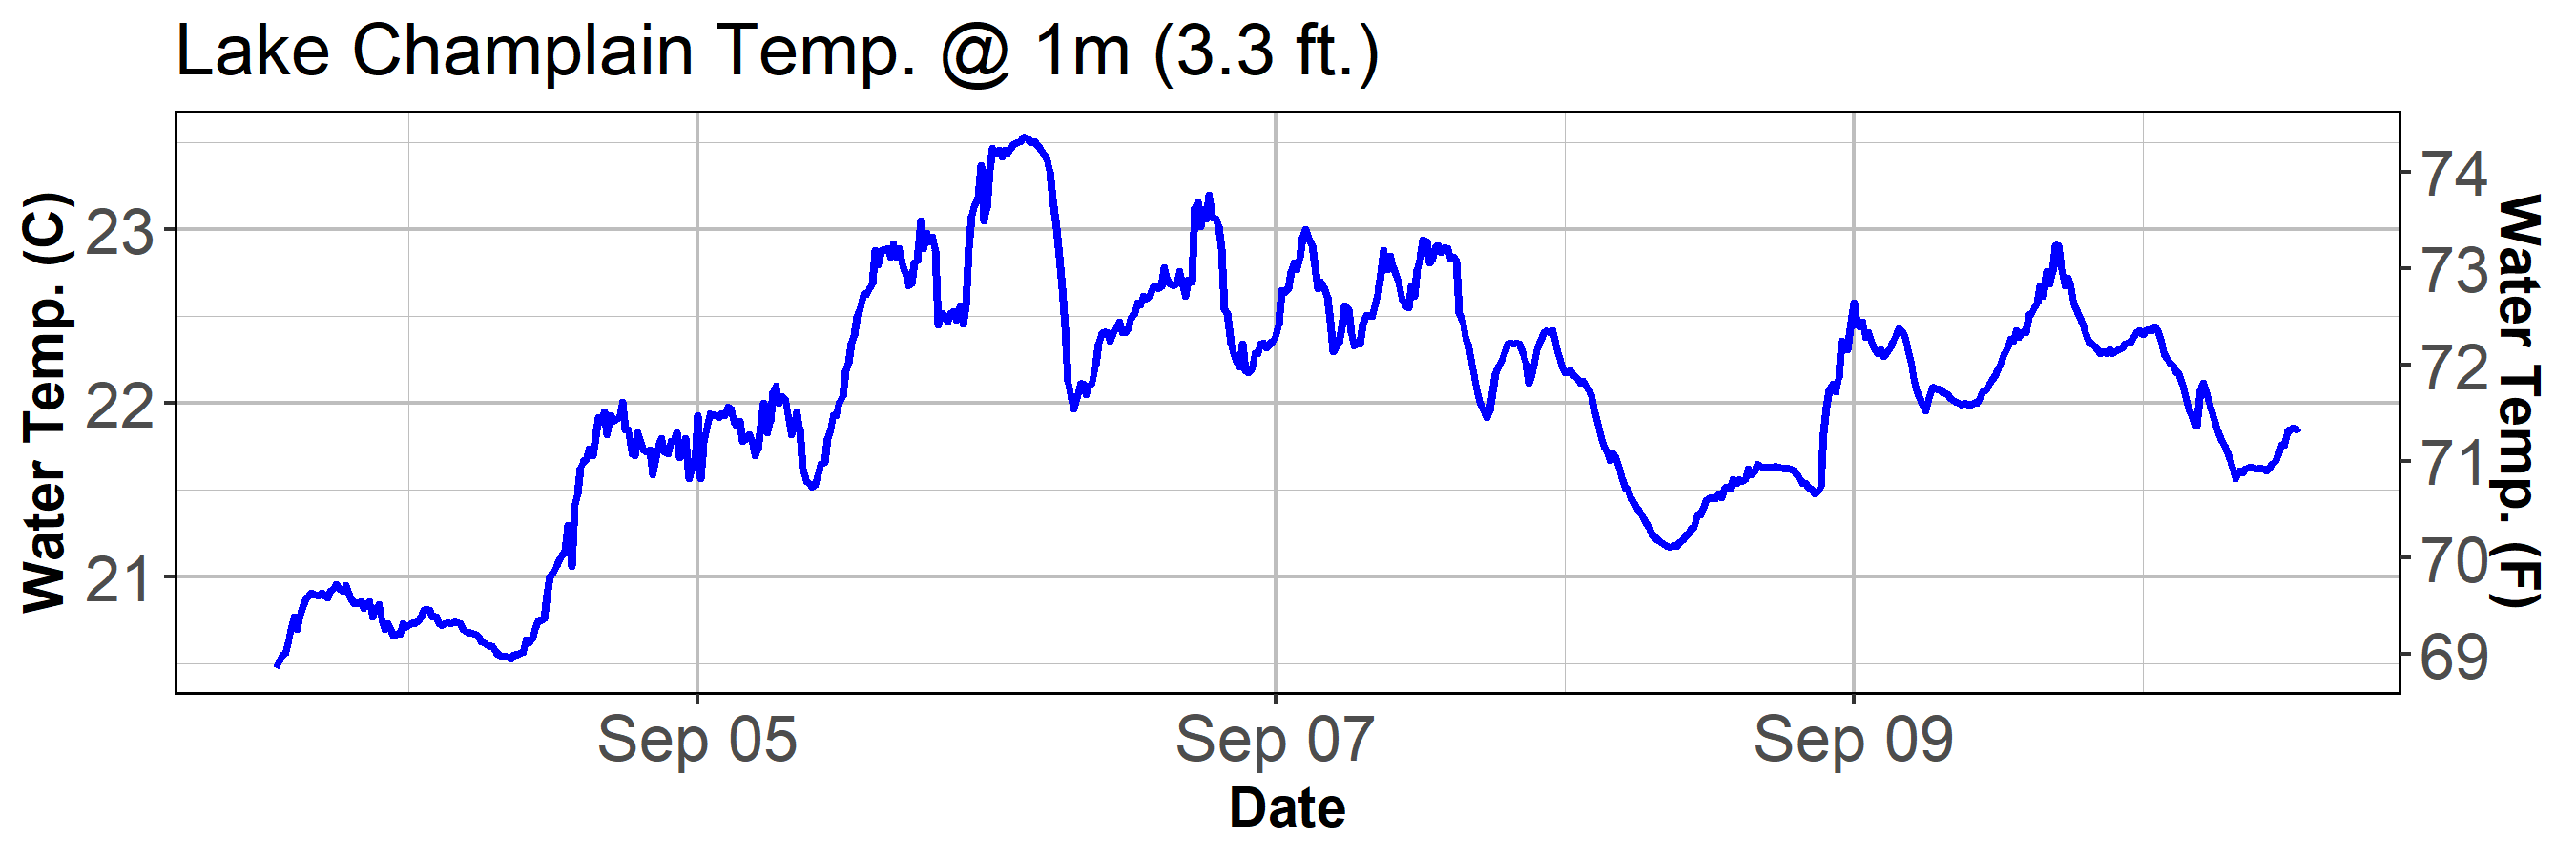 Lake Champlain Temp. @ 1m (3.3 ft.)
Water Temp. (C)
23
22
21
74
73
72
71
70
69
Water Temp. (F)
Sep 05 Sep 07 Sep 09
Date